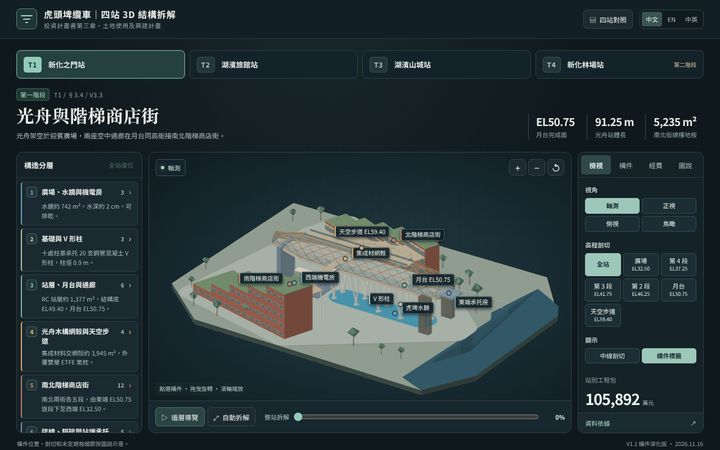 虎頭埤纜車｜四站 3D 結構拆解
投資計畫書第三章・土地使用及興建計畫
四站對照
中文 EN 中英
T1 新化之門站
T2 湖濱旅館站
T3 湖濱山城站
T4 新化林場站 第二階段
第一階段 T1 / § 3.4 / V3.3
光舟與階梯商店街
光舟架空於迎賓廣場，兩座空中通廊在月台同高銜接南北階梯商店街。
EL50.75
月台完成面
91.25 m
光舟站體長
5,235 m²
南北街總樓地板
構造分層 全站層位
1 廣場、水鏡與機電房 3 ›
水鏡約 742 m²，水深約 2 cm，可排乾。
2 基礎與 V 形柱 3 ›
十處柱基承托 20 支鋼管混凝土 V 形柱，柱徑 0.9 m。
3 站層、月台與通廊 6 ›
RC 站層約 1,377 m²，結構底 EL49.40，月台 EL50.75。
4 光舟木構網殼與天空步道 4 ›
集成材斜交網殼約 3,945 m²，外覆雙層 ETFE 氣枕。
5 南北階梯商店街 12 ›
南北兩街各五段，由東端 EL50.75 逐段下至西端 EL32.50。
軸測
+ −
天空步道 EL59.40
北階梯商店街
集成材網殼
南階梯商店街
西端機電房
月台 EL50.75
V 形柱
東端承托座
虎埤水鏡
點選構件・拖曳旋轉・滾輪縮放
▷ 循層導覽
自動拆解
整站拆解
0%
檢視 構件 經費 圖說
視角
軸測 正視
側視 鳥瞰
高程剖切
全站
廣場 EL32.50
第 4 段 EL37.25
第 3 段 EL41.75
第 2 段 EL46.25
月台 EL50.75
天空步道 EL59.40
顯示
中線剖切 構件標籤
站別工程包
105,892 萬元
資料依據 ↗
構件位置、剖切和未定規格細節按圖說示意。
V1.1 構件深化版・2026.11.16